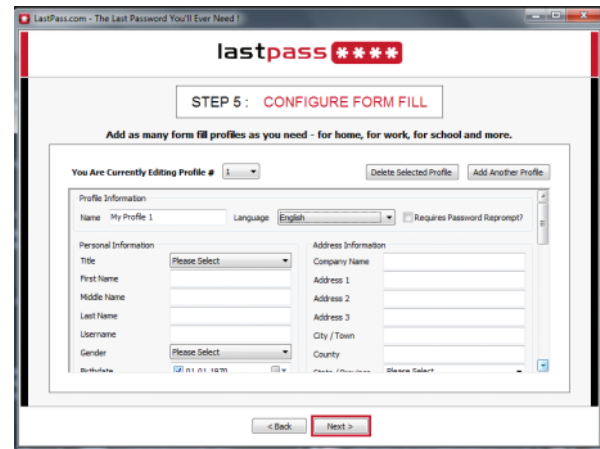 LastPass.com - The Last Password You'll Ever Need !
lastpass ****
STEP 5 : CONFIGURE FORM FILL
Add as many form fill profiles as you need - for home, for work, for school and more.
You Are Currently Editing Profile # 1 Delete Selected Profile Add Another Profile
Profile Information
Name My Profile 1 Language English Requires Password Reprompt?
Personal Information
Title Please Select
First Name
Middle Name
Last Name
Username
Gender Please Select
Birthdate 01.01.1970
Address Information
Company Name
Address 1
Address 2
Address 3
City / Town
County
State / Province Please Select
< Back Next >